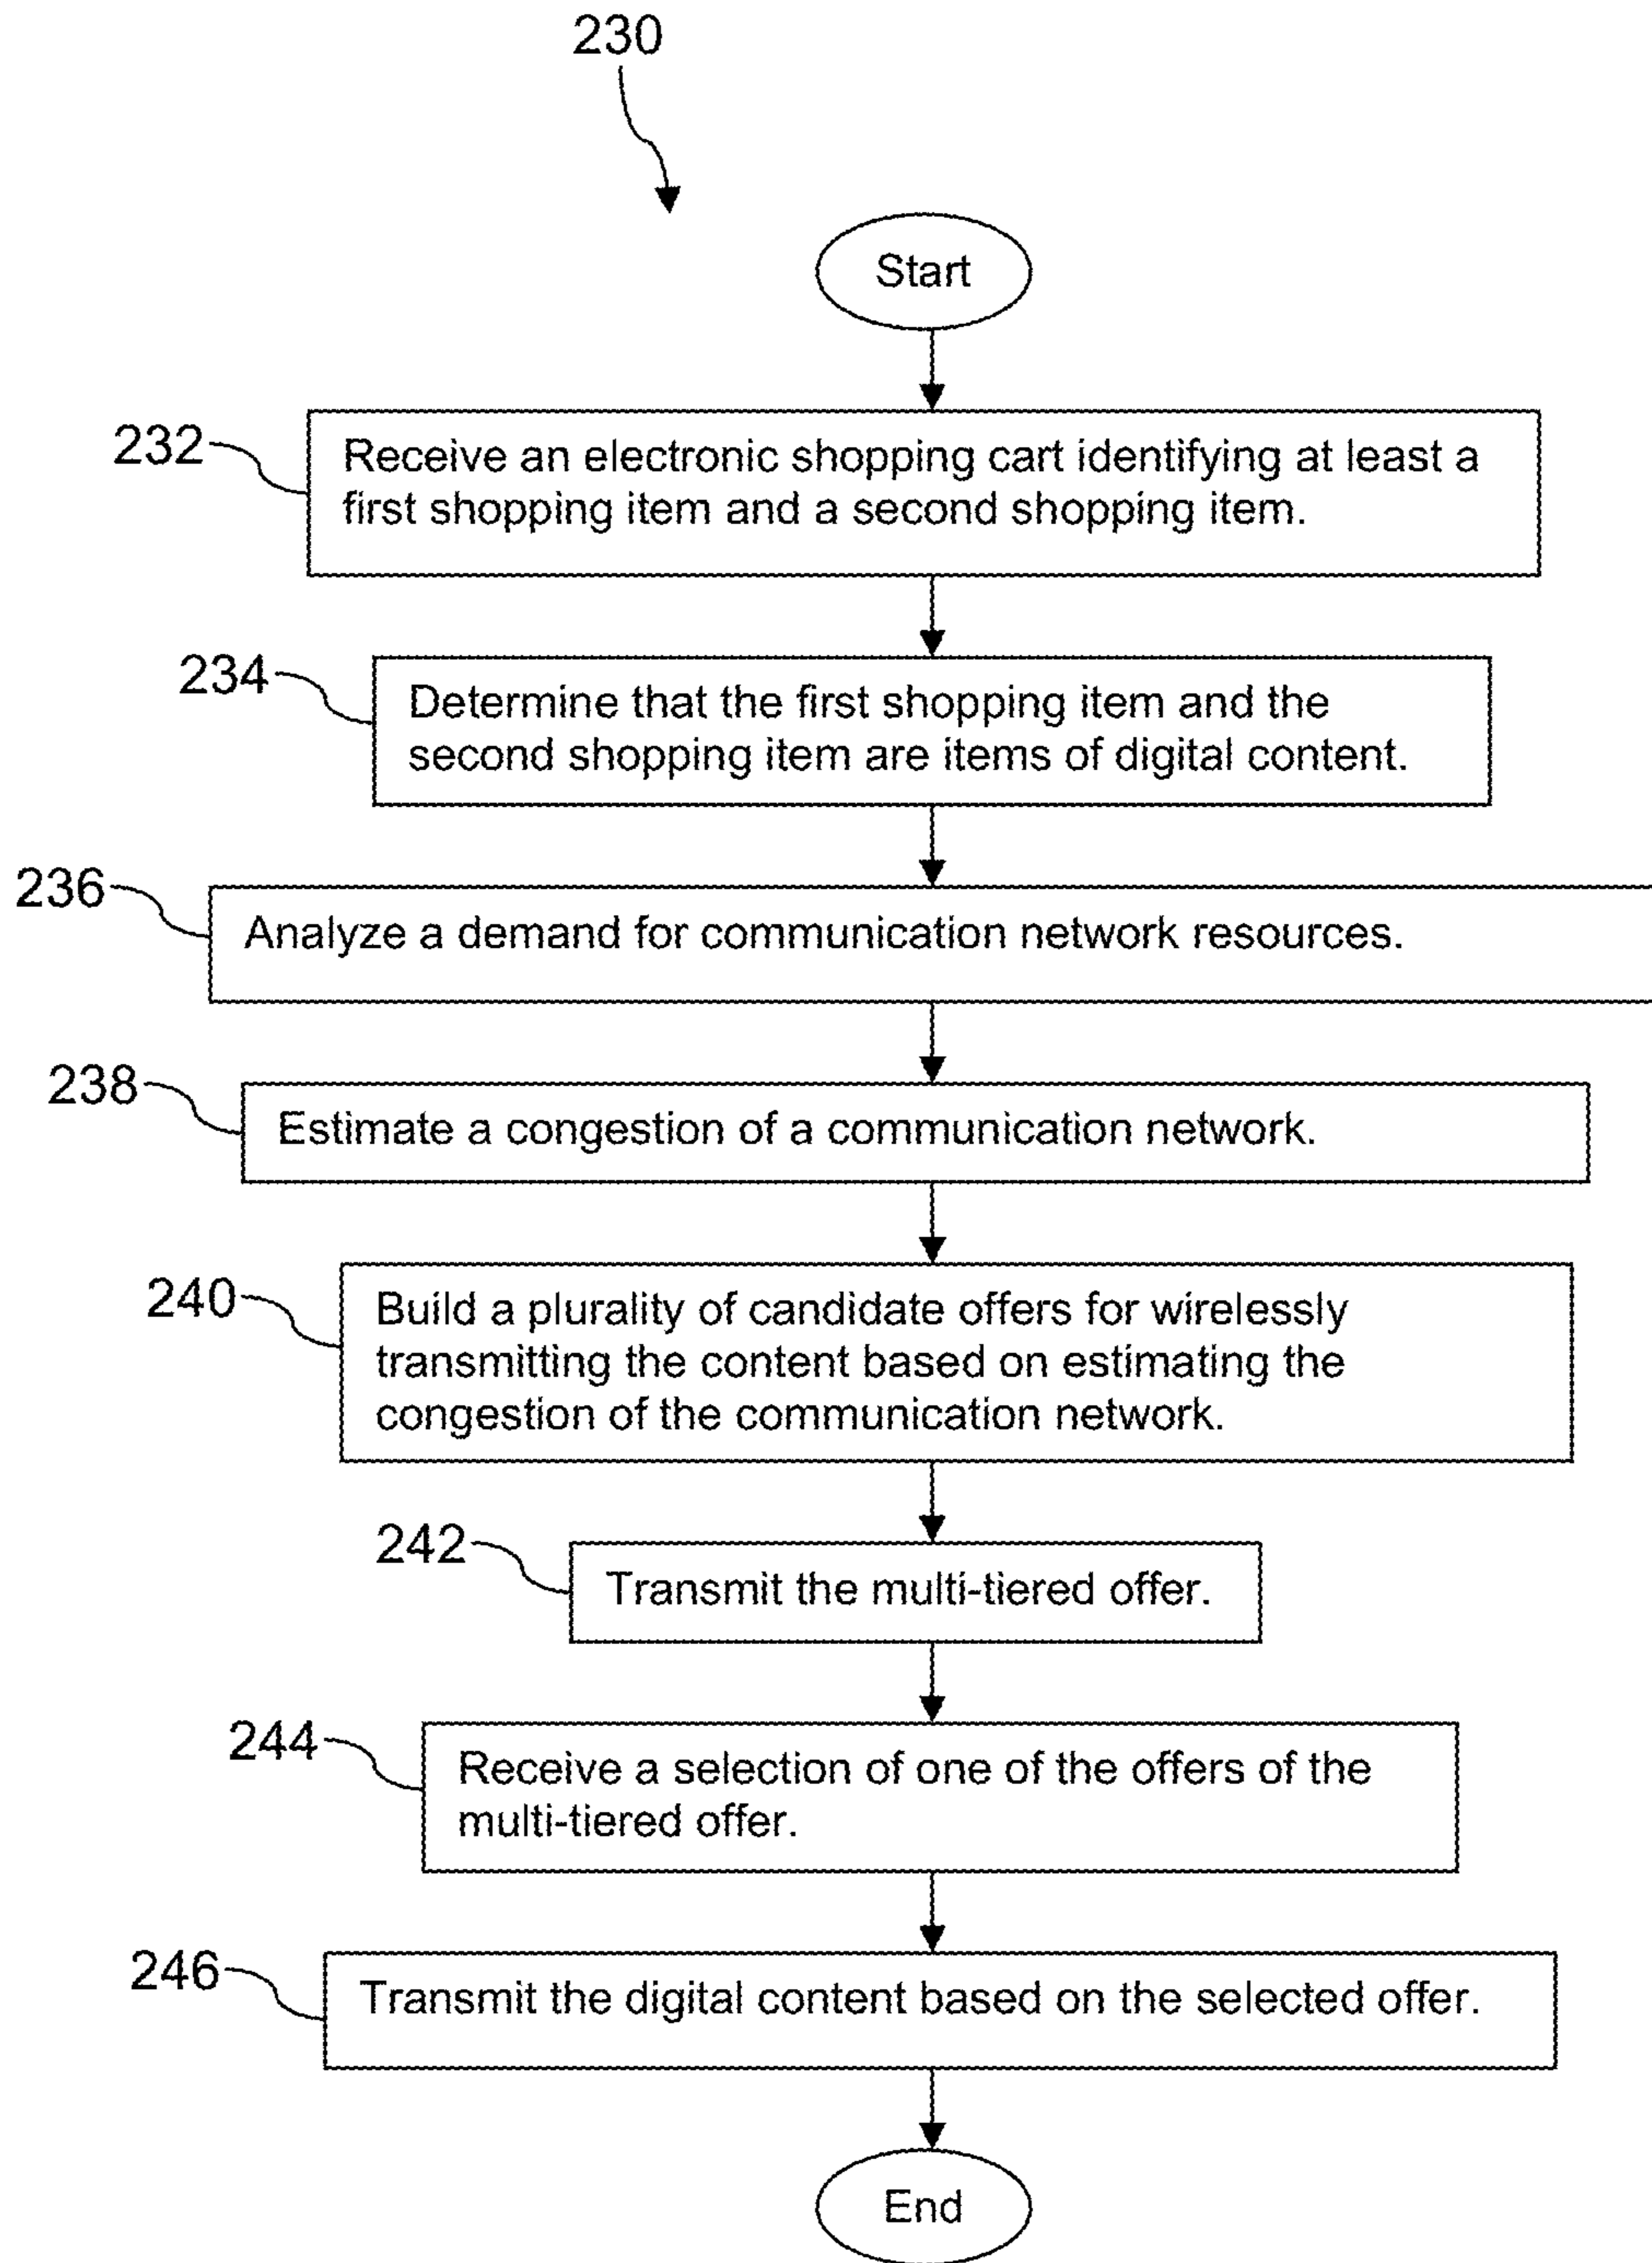 230
Start
232
Receive an electronic shopping cart identifying at least a
first shopping item and a second shopping item.
234
Determine that the first shopping item and the
second shopping item are items of digital content.
236
Analyze a demand for communication network resources.
238
Estimate a congestion of a communication network.
240
Build a plurality of candidate offers for wirelessly
transmitting the content based on estimating the
congestion of the communication network.
242
Transmit the multi-tiered offer.
244
Receive a selection of one of the offers of the
multi-tiered offer.
246
Transmit the digital content based on the selected offer.
End